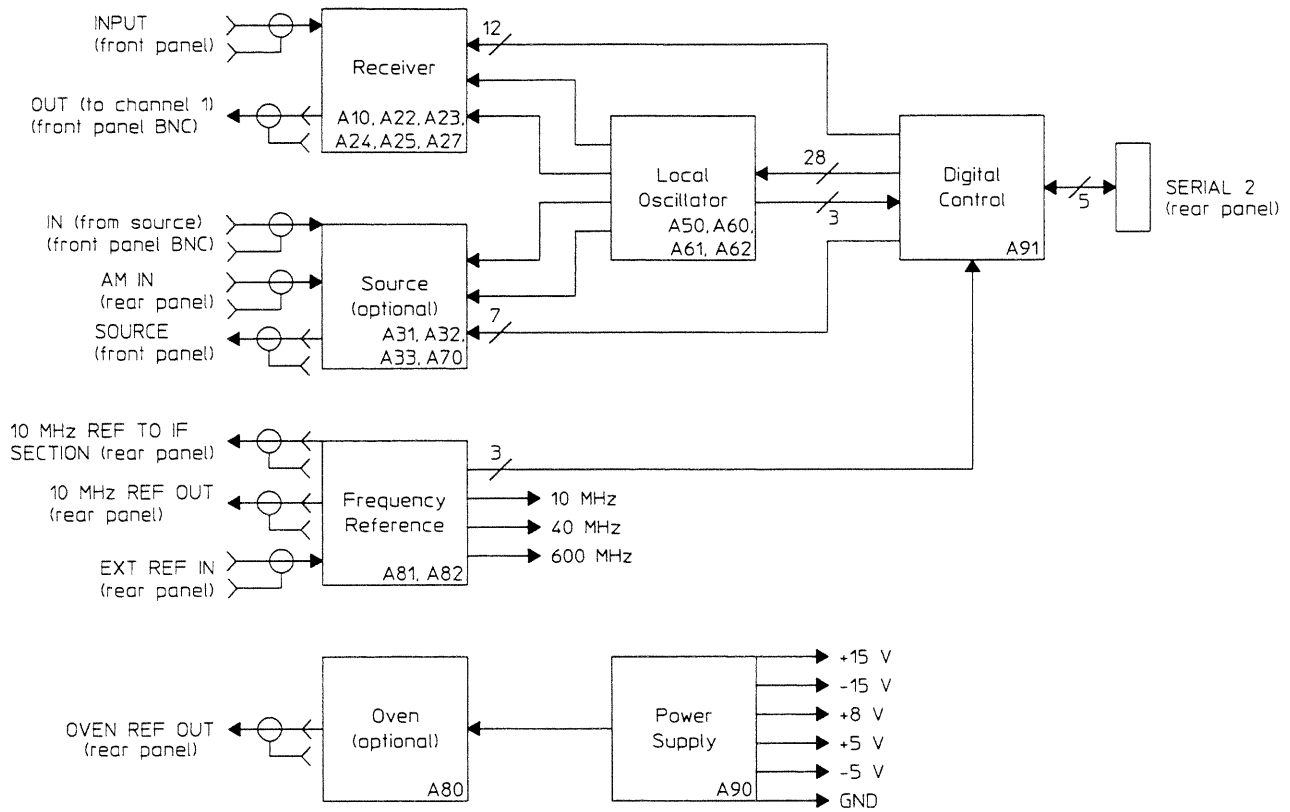 INPUT
(front panel)
12
Receiver
OUT (to channel 1)
(front panel BNC)
A10, A22, A23,
A24, A25, A27
Local
Oscillator
A50, A60,
A61, A62
28
3
Digital
Control
A91
5
SERIAL 2
(rear panel)
IN (from source)
(front panel BNC)
AM IN
(rear panel)
SOURCE
(front panel)
Source
(optional)
A31, A32,
A33, A70
7
10 MHz REF TO IF
SECTION (rear panel)
10 MHz REF OUT
(rear panel)
EXT REF IN
(rear panel)
Frequency
Reference
A81, A82
3
10 MHz
40 MHz
600 MHz
OVEN REF OUT
(rear panel)
Oven
(optional)
A80
Power
Supply
A90
+15 V
-15 V
+8 V
+5 V
-5 V
GND